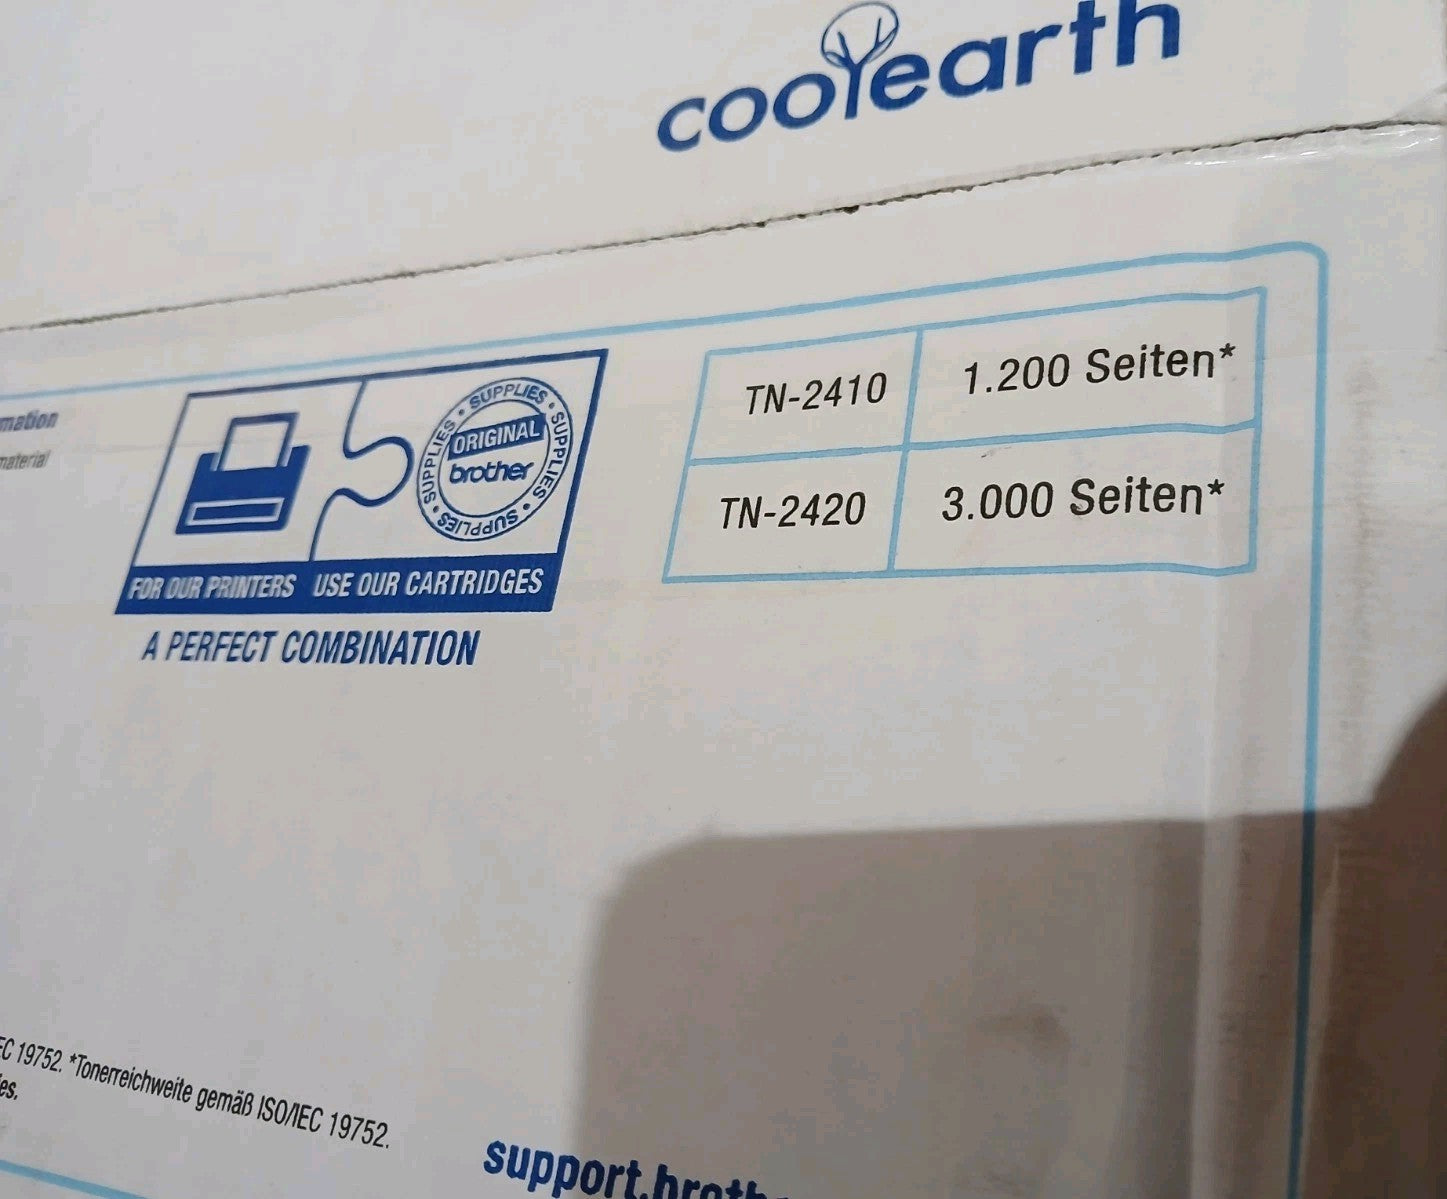 coolearth
mation
material
SUPPLIES • SUPPLIES • SUPPLIES • SUPPLIES •
ORIGINAL
brother
FOR OUR PRINTERS USE OUR CARTRIDGES
A PERFECT COMBINATION
TN-2410 1.200 Seiten*
TN-2420 3.000 Seiten*
EC 19752. *Tonerreichweite gemäß ISO/IEC 19752.
es.
support.broth